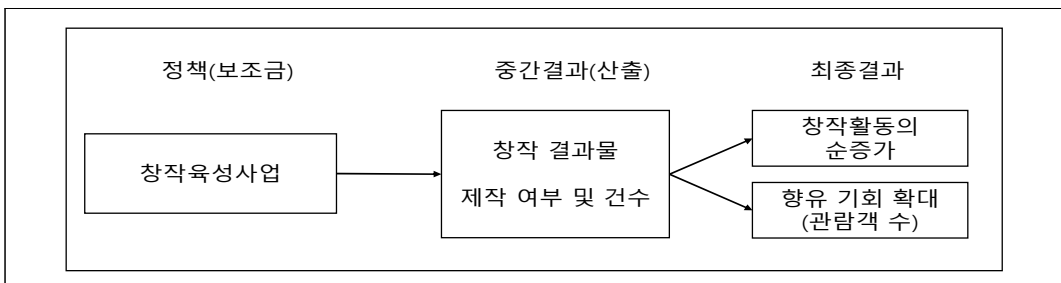 정책(보조금)
중간결과(산출)
최종결과
창작육성사업
창작 결과물
제작 여부 및 건수
창작활동의
순증가
향유 기회 확대
(관람객 수)